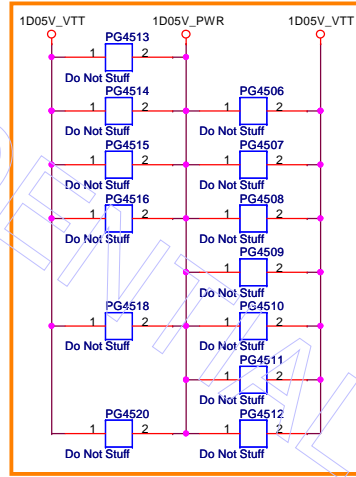 1D05V_VTT 1D05V_PWR 1D05V_VTT
PG4513
1 2
Do Not Stuff
PG4514 PG4506
1 2 1 2
Do Not Stuff Do Not Stuff
PG4515 PG4507
1 2 1 2
Do Not Stuff Do Not Stuff
PG4516 PG4508
1 2 1 2
Do Not Stuff Do Not Stuff
PG4509
1 2
Do Not Stuff
PG4518 PG4510
1 2 1 2
Do Not Stuff Do Not Stuff
PG4511
1 2
Do Not Stuff
PG4520 PG4512
1 2 1 2
Do Not Stuff Do Not Stuff
DENTIAL